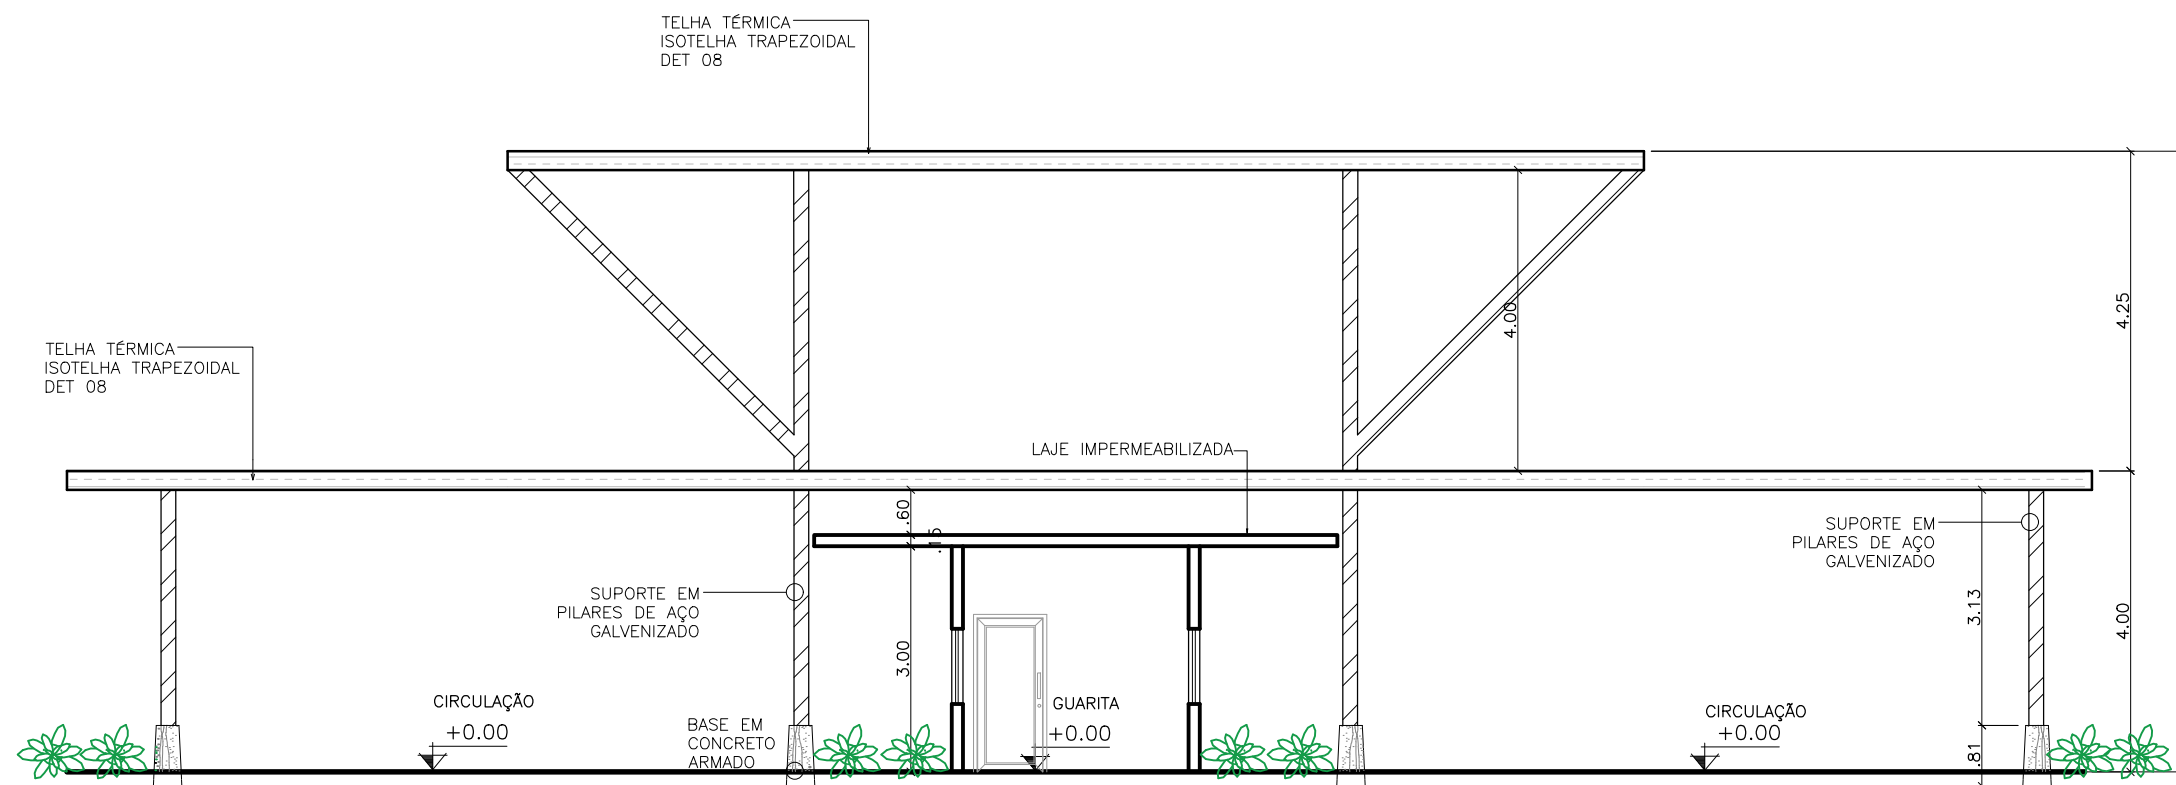 TELHA TÉRMICA
ISOTELHA TRAPEZOIDAL
DET 08
4.00
4.25
TELHA TÉRMICA
ISOTELHA TRAPEZOIDAL
DET 08
LAJE IMPERMEABILIZADA
.60
.15
SUPORTE EM
PILARES DE AÇO
GALVENIZADO
SUPORTE EM
PILARES DE AÇO
GALVENIZADO
3.13
4.00
3.00
CIRCULAÇÃO
+0.00
BASE EM
CONCRETO
ARMADO
GUARITA
+0.00
CIRCULAÇÃO
+0.00
.81